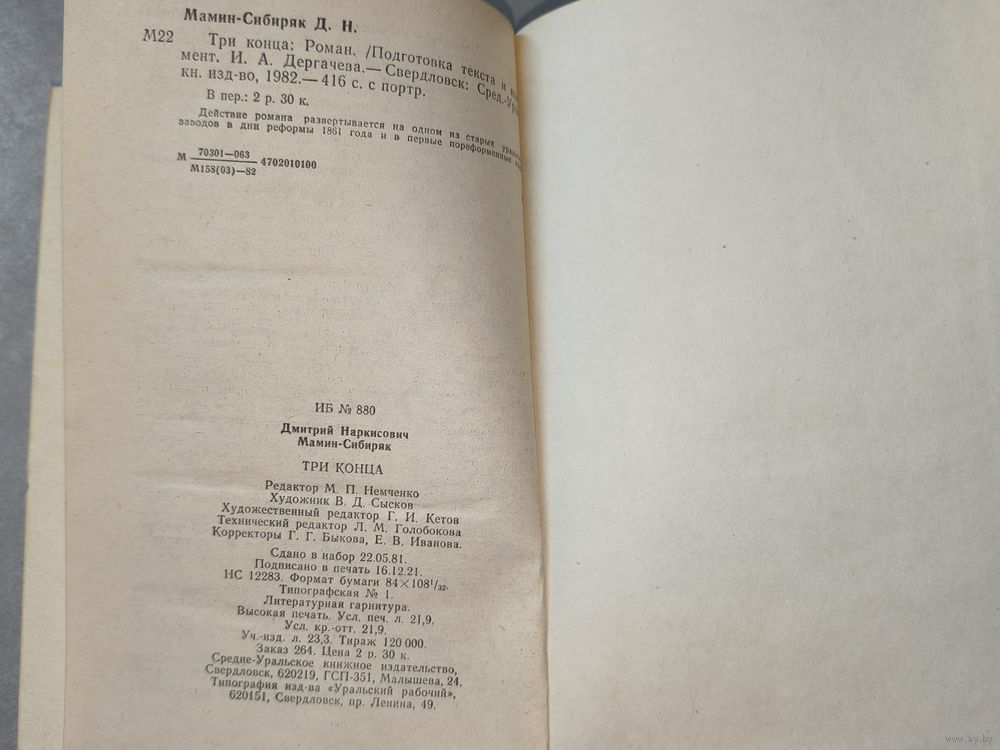 Мамин-Сибиряк Д. Н.
М22 Три конца: Роман. /Подготовка текста и
мент. И. А. Дергачева.— Свердловск: Сред.-Ура
кн. изд-во, 1982.— 416 с. с портр.
В пер.: 2 р. 30 к.
Действие романа развертывается на одном из старых
заводов в дни реформы 1861 года и в первые пореформенные
М 70301—063 4702010100
М158(03)—82
ИБ № 880
Дмитрий Наркисович
Мамин-Сибиряк
ТРИ КОНЦА
Редактор М. П. Немченко
Художник В. Д. Сысков
Художественный редактор Г. И. Кетов
Технический редактор Л. М. Голобокова
Корректоры Г. Г. Быкова, Е. В. Иванова.
Сдано в набор 22.05.81.
Подписано в печать 16.12.21.
НС 12283. Формат бумаги 84×108¹/₃₂.
Типографская № 1.
Литературная гарнитура.
Высокая печать. Усл. печ. л. 21,9.
Усл. кр.-отт. 21,9.
Уч.-изд. л. 23,3. Тираж 120 000.
Заказ 264. Цена 2 р. 30 к.
Средне-Уральское книжное издательство,
Свердловск, 620219, ГСП-351, Малышева, 24.
Типография изд-ва «Уральский рабочий»,
620151, Свердловск, пр. Ленина, 49.
www.ay.by